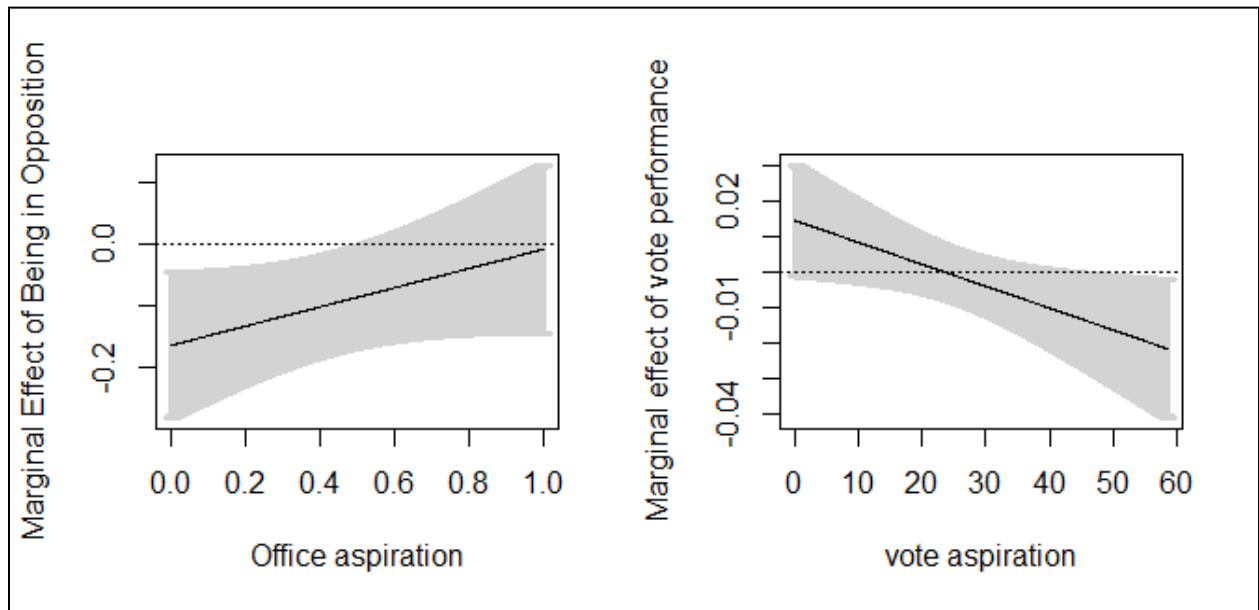 Marginal Effect of Being in Opposition
0.0
-0.2
0.0 0.2 0.4 0.6 0.8 1.0
Office aspiration
Marginal effect of vote performance
0.02
-0.01
-0.04
0 10 20 30 40 50 60
vote aspiration